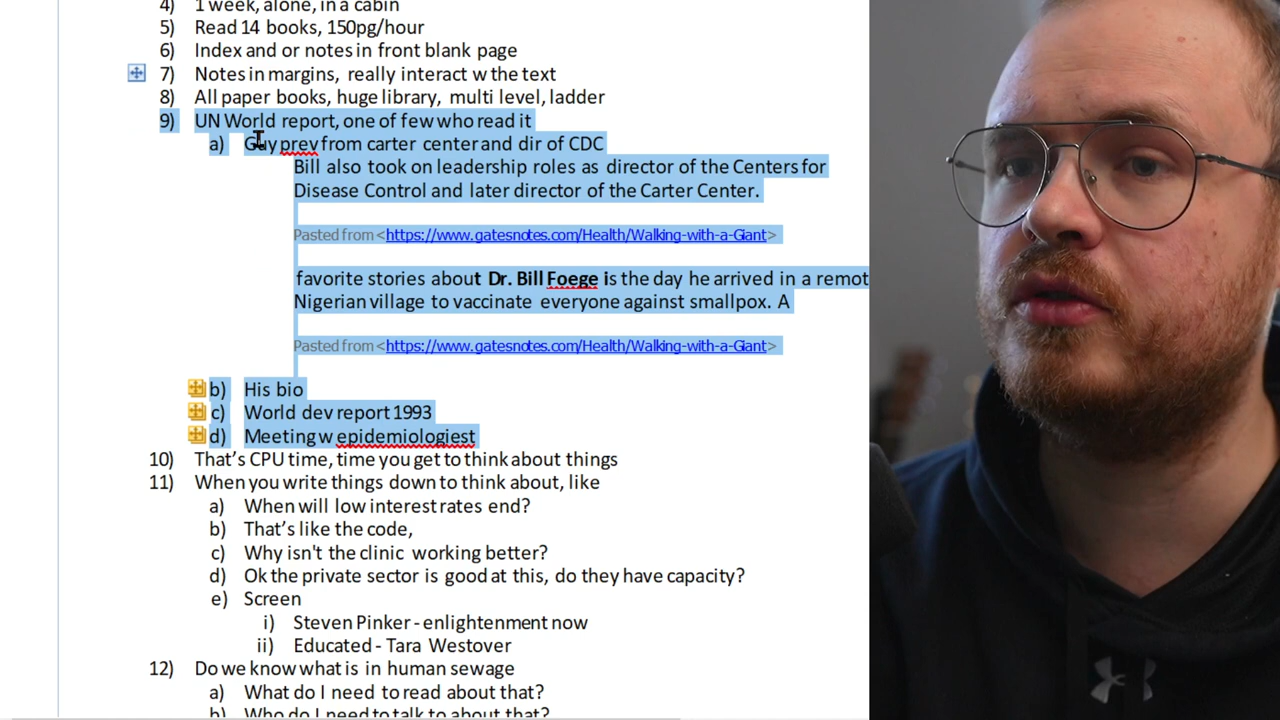 4) 1 week, alone, in a cabin
5) Read 14 books, 150pg/hour
6) Index and or notes in front blank page
7) Notes in margins, really interact w the text
8) All paper books, huge library, multi level, ladder
9) UN World report, one of few who read it
a) Guy prev from carter center and dir of CDC
Bill also took on leadership roles as director of the Centers for
Disease Control and later director of the Carter Center.
Pasted from <https://www.gatesnotes.com/Health/Walking-with-a-Giant>
favorite stories about Dr. Bill Foege is the day he arrived in a remot
Nigerian village to vaccinate everyone against smallpox. A
Pasted from <https://www.gatesnotes.com/Health/Walking-with-a-Giant>
b) His bio
c) World dev report 1993
d) Meeting w epidemiologiest
10) That's CPU time, time you get to think about things
11) When you write things down to think about, like
a) When will low interest rates end?
b) That's like the code,
c) Why isn't the clinic working better?
d) Ok the private sector is good at this, do they have capacity?
e) Screen
i) Steven Pinker - enlightenment now
ii) Educated - Tara Westover
12) Do we know what is in human sewage
a) What do I need to read about that?
b) Who do I need to talk to about that?